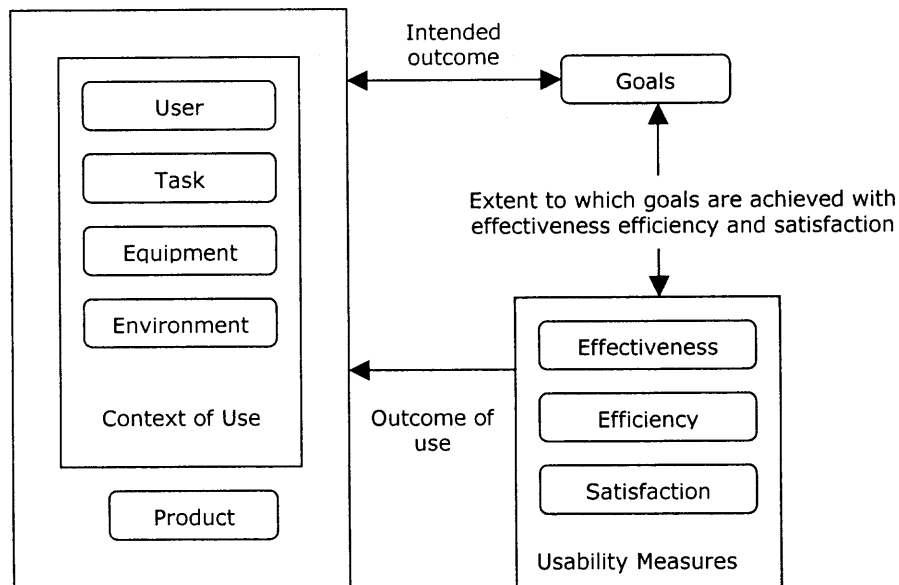 Intended
outcome
Goals
User
Task
Equipment
Environment
Context of Use
Product
Extent to which goals are achieved with
effectiveness efficiency and satisfaction
Outcome of
use
Effectiveness
Efficiency
Satisfaction
Usability Measures